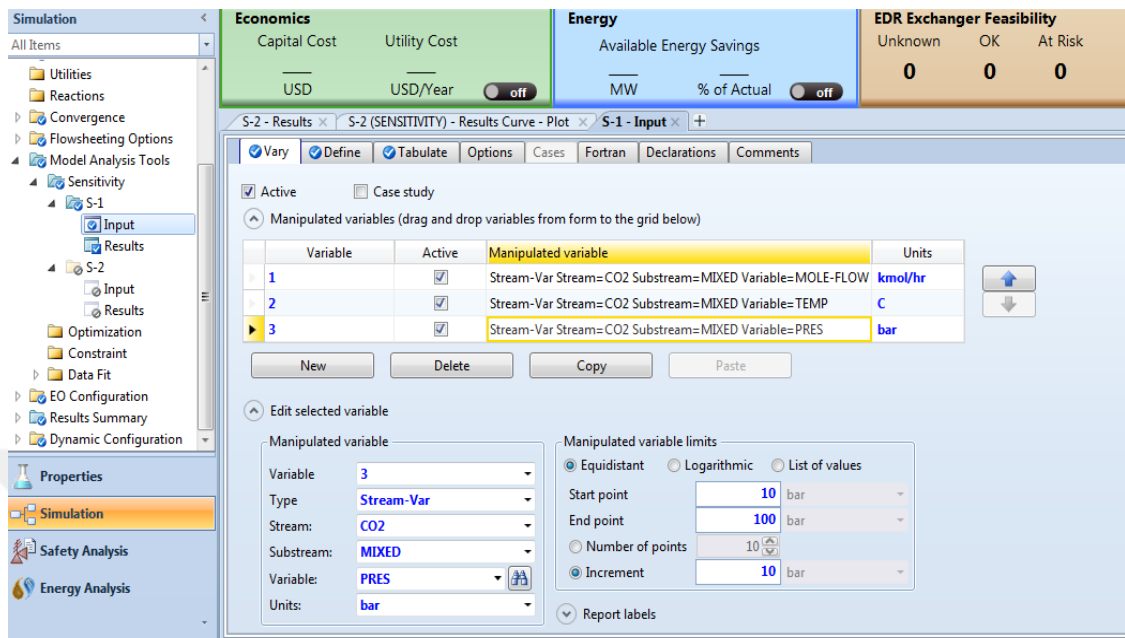 Simulation
All Items
Utilities
Reactions
Convergence
Flowsheeting Options
Model Analysis Tools
Sensitivity
S-1
Input
Results
S-2
Input
Results
Optimization
Constraint
Data Fit
EO Configuration
Results Summary
Dynamic Configuration
Properties
Simulation
Safety Analysis
Energy Analysis
Economics
Capital Cost Utility Cost
USD USD/Year off
Energy
Available Energy Savings
MW % of Actual off
EDR Exchanger Feasibility
Unknown OK At Risk
0 0 0
S-2 - Results S-2 (SENSITIVITY) - Results Curve - Plot S-1 - Input
Vary Define Tabulate Options Cases Fortran Declarations Comments
Active Case study
Manipulated variables (drag and drop variables from form to the grid below)
Variable Active Manipulated variable Units
1 Stream-Var Stream=CO2 Substream=MIXED Variable=MOLE-FLOW kmol/hr
2 Stream-Var Stream=CO2 Substream=MIXED Variable=TEMP C
3 Stream-Var Stream=CO2 Substream=MIXED Variable=PRES bar
New Delete Copy Paste
Edit selected variable
Manipulated variable
Variable 3
Type Stream-Var
Stream: CO2
Substream: MIXED
Variable: PRES
Units: bar
Manipulated variable limits
Equidistant Logarithmic List of values
Start point 10 bar
End point 100 bar
Number of points 10
Increment 10 bar
Report labels